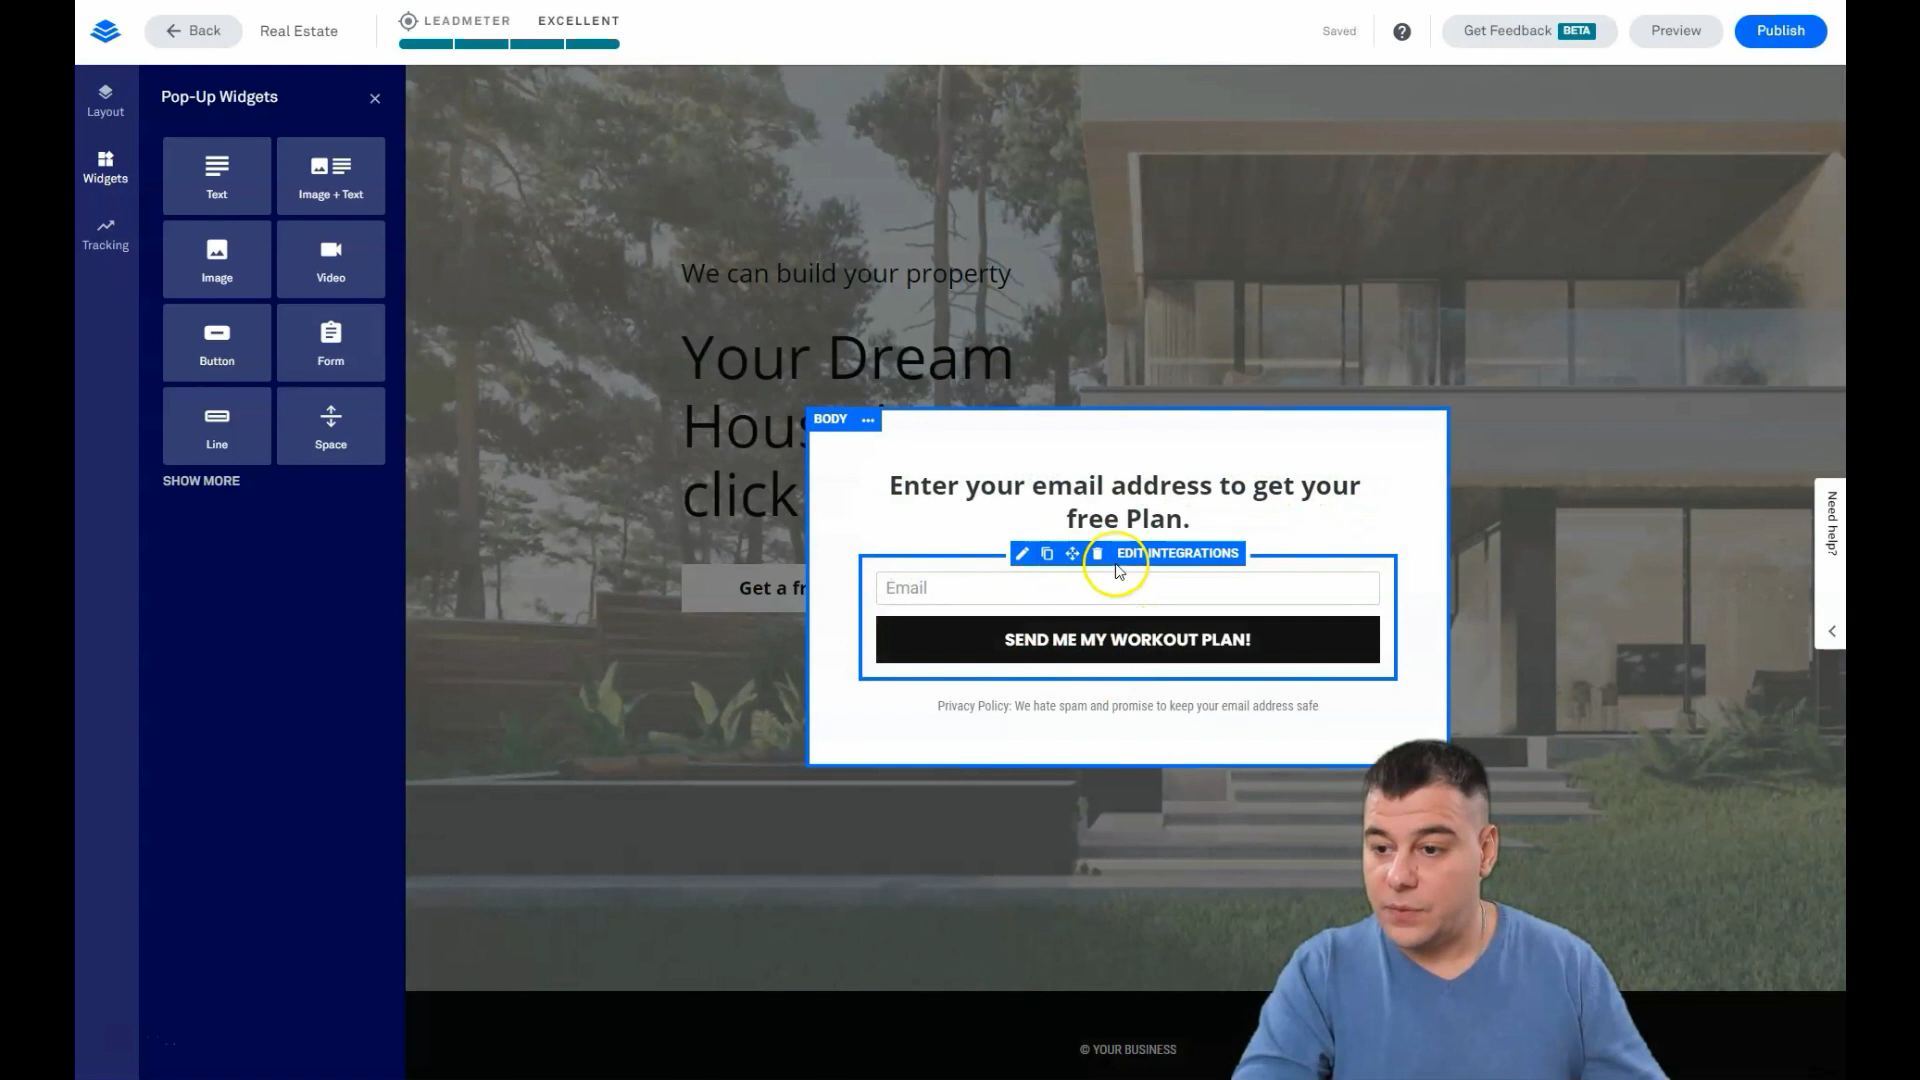 Back
Real Estate
LEADMETER EXCELLENT
Saved
Get Feedback BETA
Preview
Publish
Layout
Widgets
Tracking
Pop-Up Widgets
Text
Image + Text
Image
Video
Button
Form
Line
Space
SHOW MORE
We can build your property
Your Dream
Hous
click
Get a fr
BODY
Enter your email address to get your
free Plan.
EDIT INTEGRATIONS
Email
SEND ME MY WORKOUT PLAN!
Privacy Policy: We hate spam and promise to keep your email address safe
Need help?
© YOUR BUSINESS